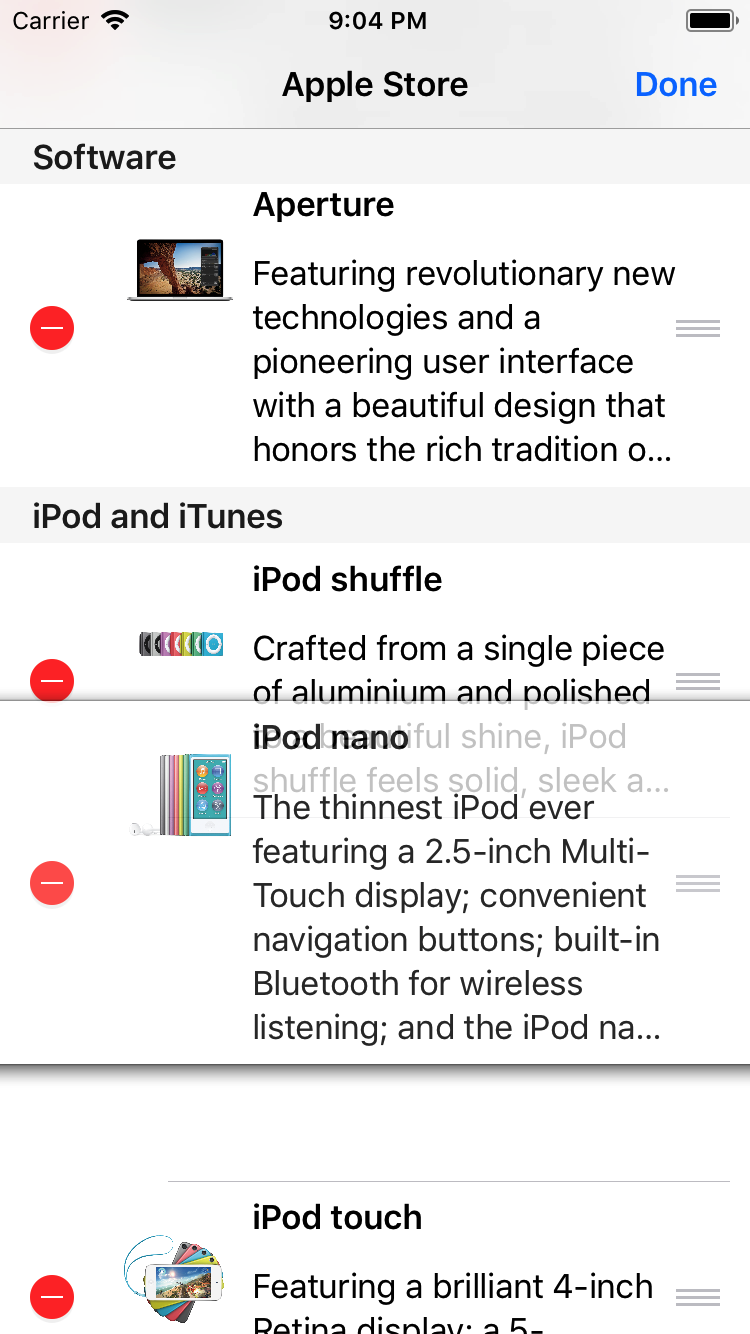 Carrier
9:04 PM
Apple Store
Done
Software
Aperture
Featuring revolutionary new
technologies and a
pioneering user interface
with a beautiful design that
honors the rich tradition o...
iPod and iTunes
iPod shuffle
Crafted from a single piece
of aluminium and polished
to a beautiful shine, iPod
shuffle feels solid, sleek a...
iPod nano
The thinnest iPod ever
featuring a 2.5-inch Multi-
Touch display; convenient
navigation buttons; built-in
Bluetooth for wireless
listening; and the iPod na...
iPod touch
Featuring a brilliant 4-inch
Retina display; a 5-